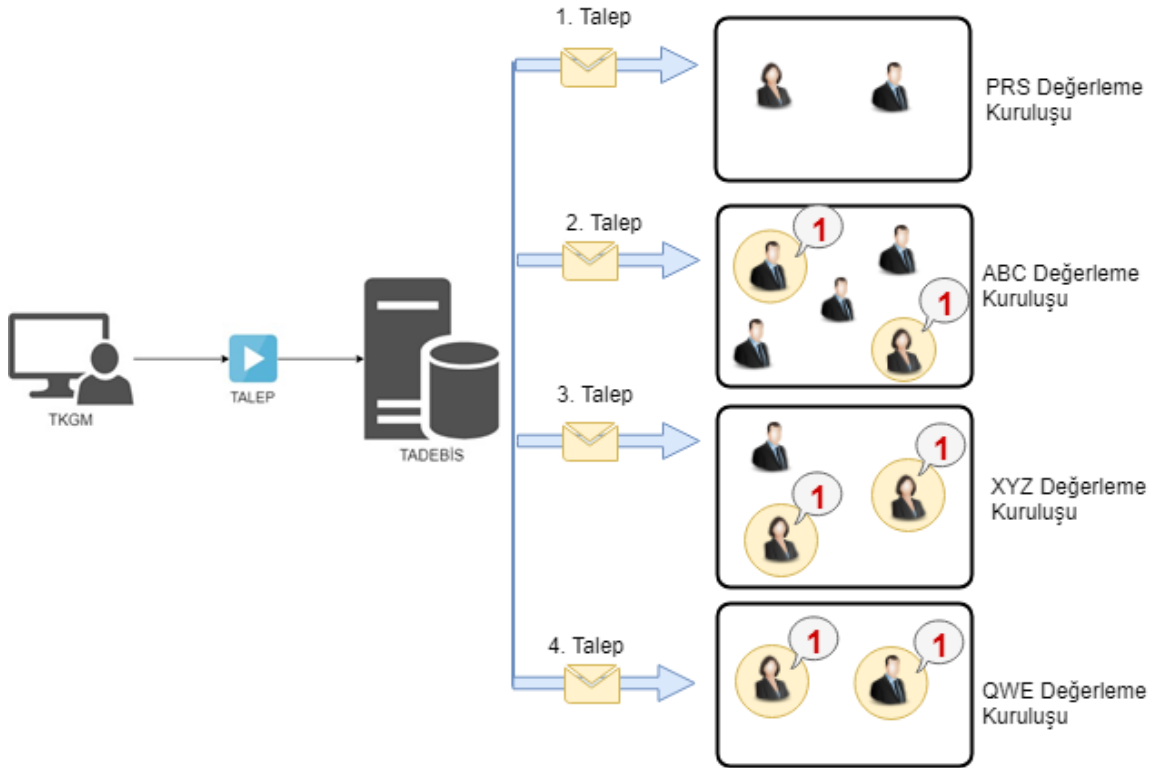 1. Talep
PRS Değerleme
Kuruluşu
2. Talep
1
ABC Değerleme
Kuruluşu
1
TKGM
TALEP
TADEBİS
3. Talep
1
XYZ Değerleme
Kuruluşu
1
4. Talep
1
1
QWE Değerleme
Kuruluşu